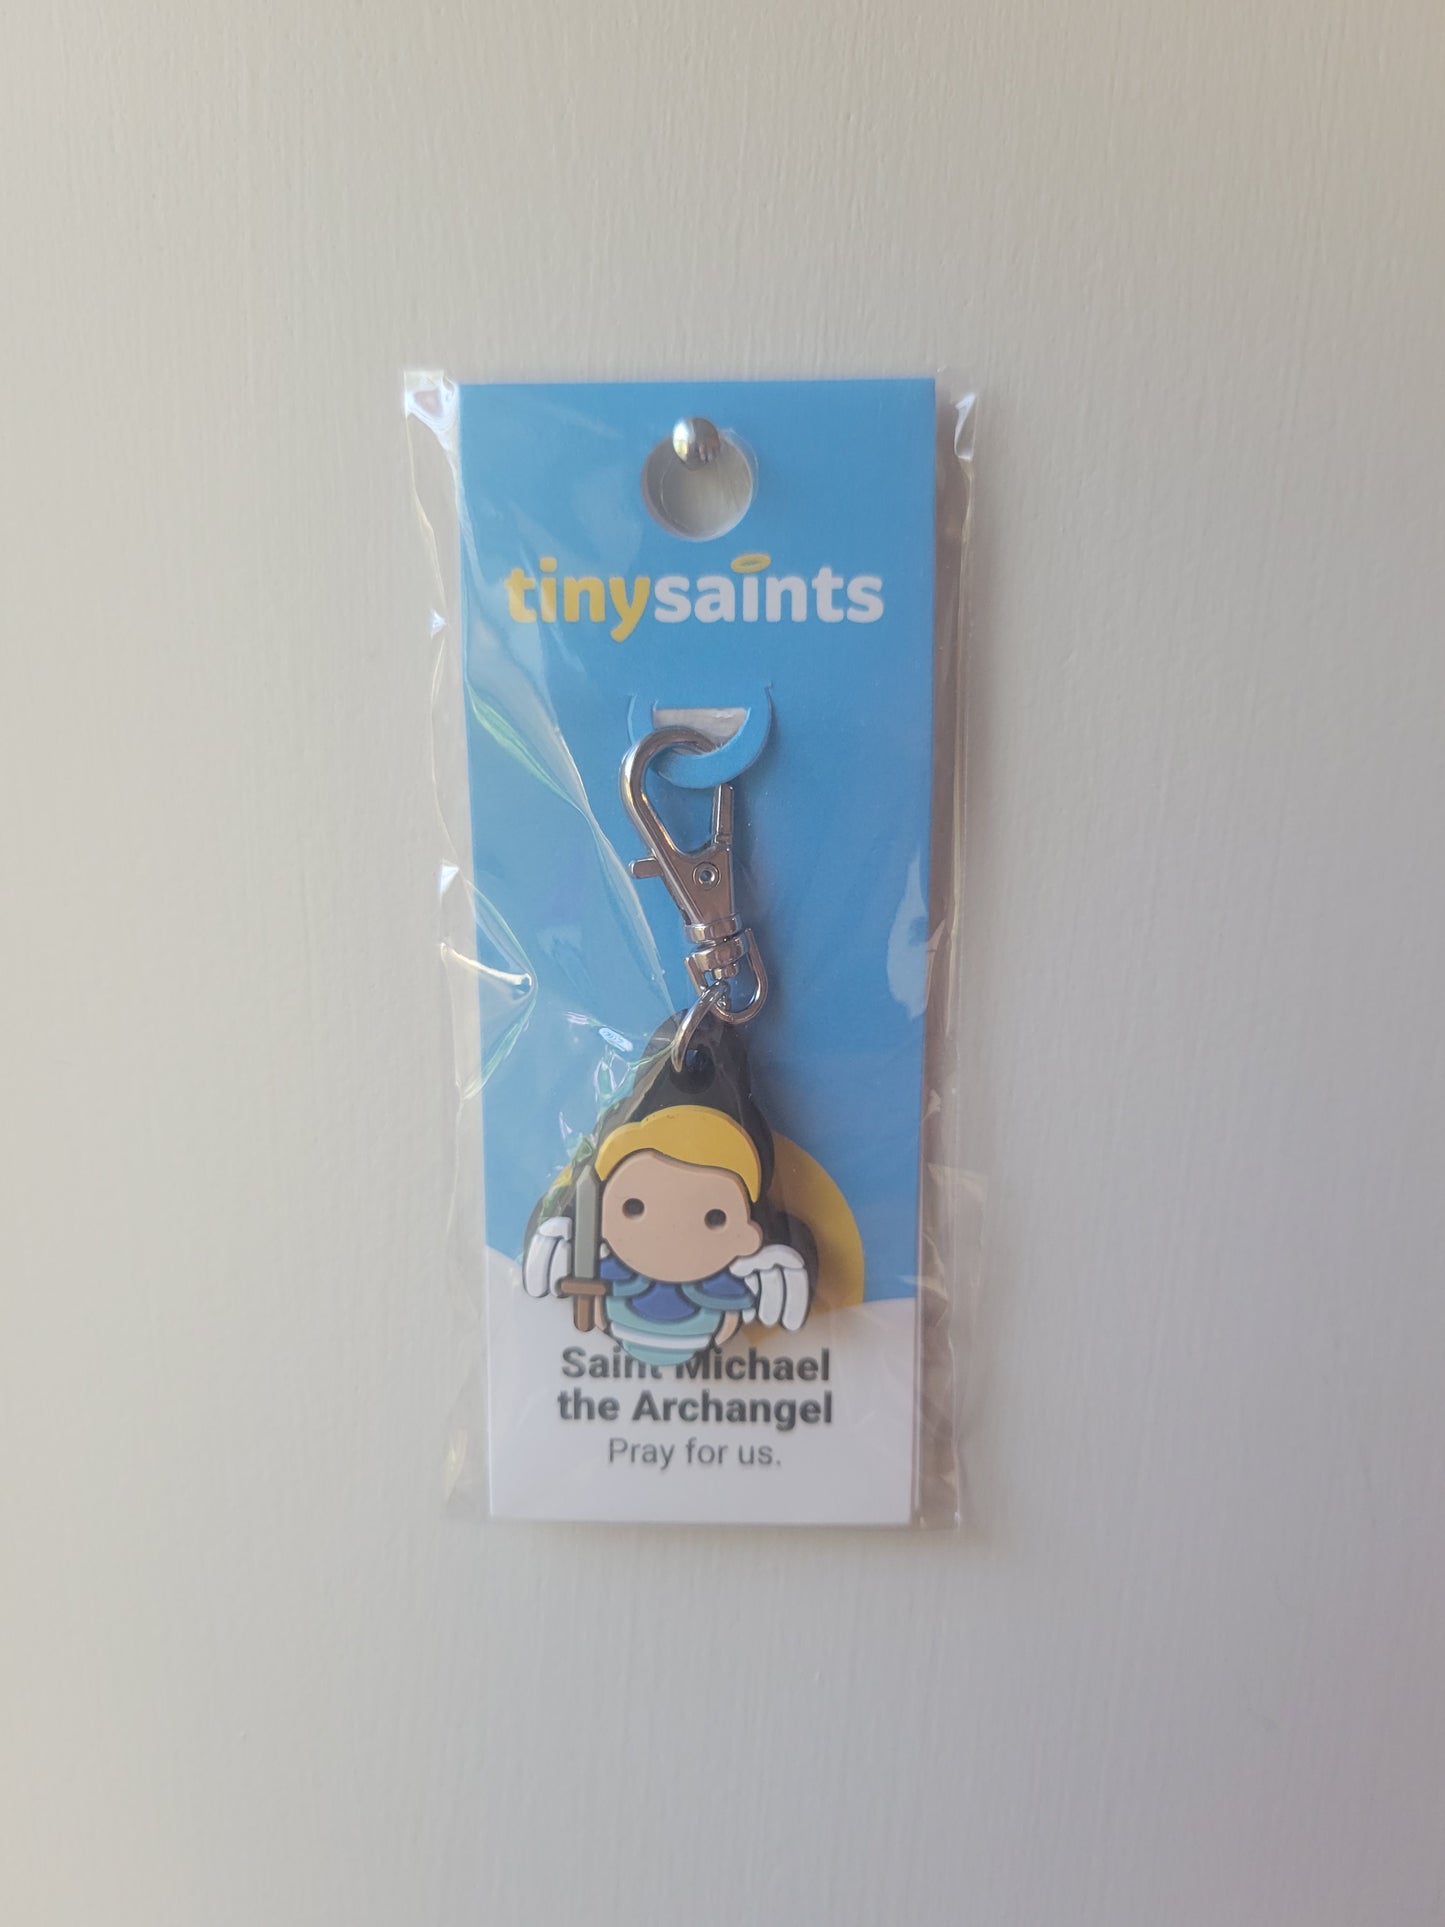 tinysaints
Saint Michael
the Archangel
Pray for us.